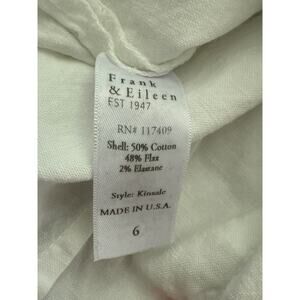 Frank
& Eileen
EST 1947
RN# 117409
Shell: 50% Cotton
48% Flax
2% Elastane
Style: Kinsale
MADE IN U.S.A.
6